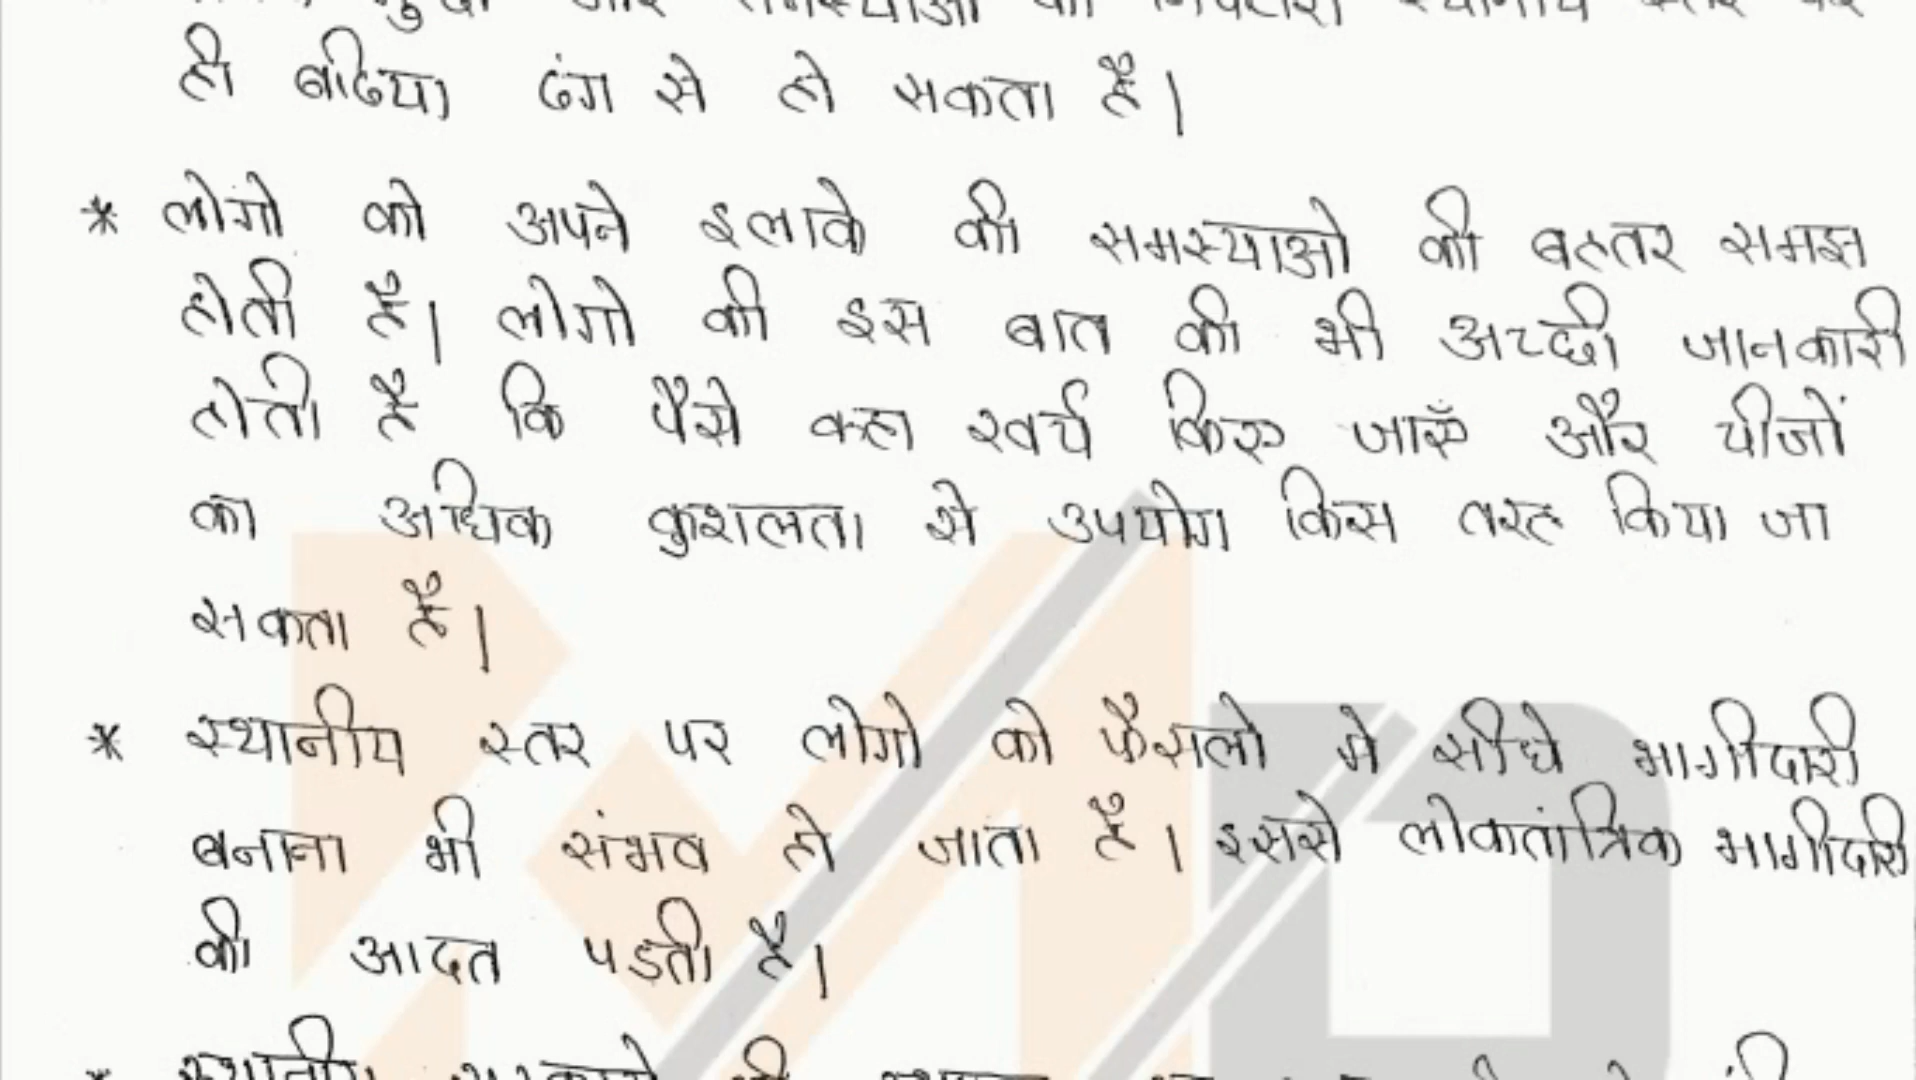 ही बढिया ढंग से हो सकता है।
* लोगो को अपने इलाके की समस्याओ की बहतर समझ
होती है। लोगो की इस बात की भी अच्छी जानकारी
होती है कि पैसे कहा खर्च किए जाएँ और चीजों
का अधिक कुशलता से उपयोग किस तरह किया जा
सकता है।
* स्थानीय स्तर पर लोगो को फैसलो मे सीधे भागीदारी
बनाना भी संभव हो जाता है। इससे लोकतांत्रिक भागीदारी
की आदत पडती है।